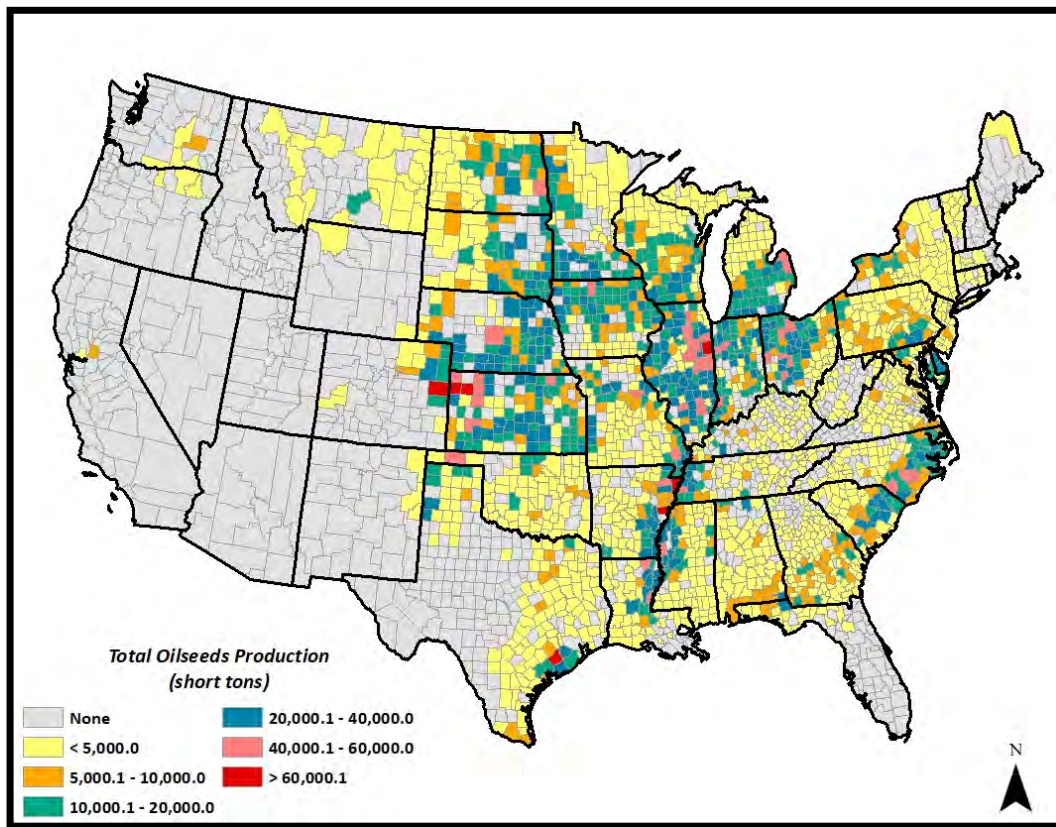 Total Oilseeds Production
(short tons)
None
< 5,000.0
5,000.1 - 10,000.0
10,000.1 - 20,000.0
20,000.1 - 40,000.0
40,000.1 - 60,000.0
> 60,000.1
N